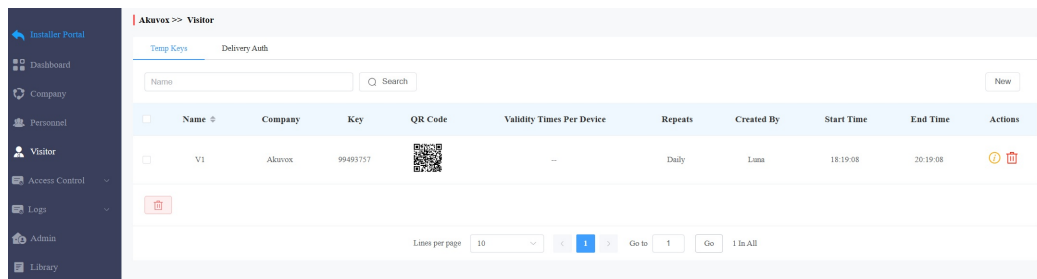 Akuvox >> Visitor
Installer Portal
Dashboard
Company
Personnel
Visitor
Access Control
Logs
Admin
Library
Temp Keys Delivery Auth
Name Search New
Name Company Key QR Code Validity Times Per Device Repeats Created By Start Time End Time Actions
V1 Akuvox 99493757 -- Daily Luna 18:19:08 20:19:08
Lines per page 10 < 1 > Go to 1 Go 1 In All